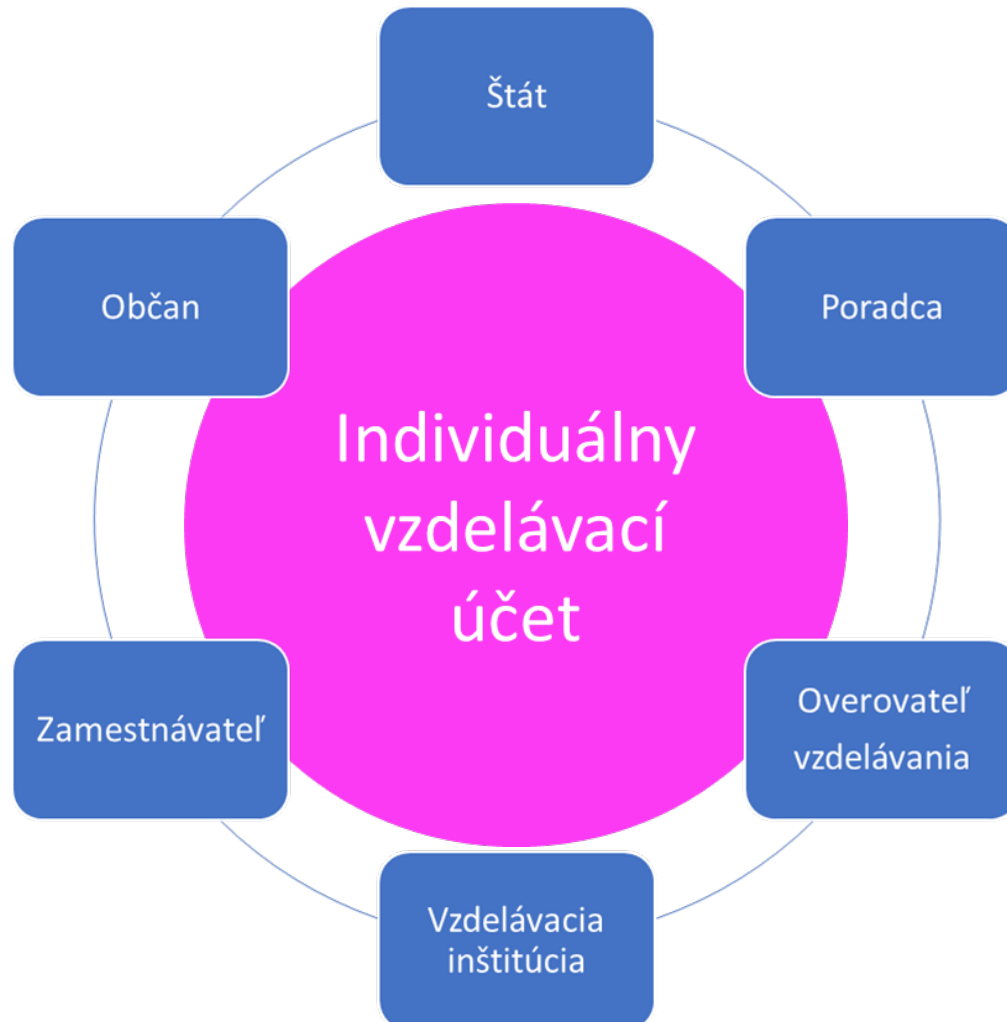 Štát
Občan
Poradca
Individuálny
vzdelávací
účet
Zamestnávateľ
Overovateľ
vzdelávania
Vzdelávacia
inštitúcia